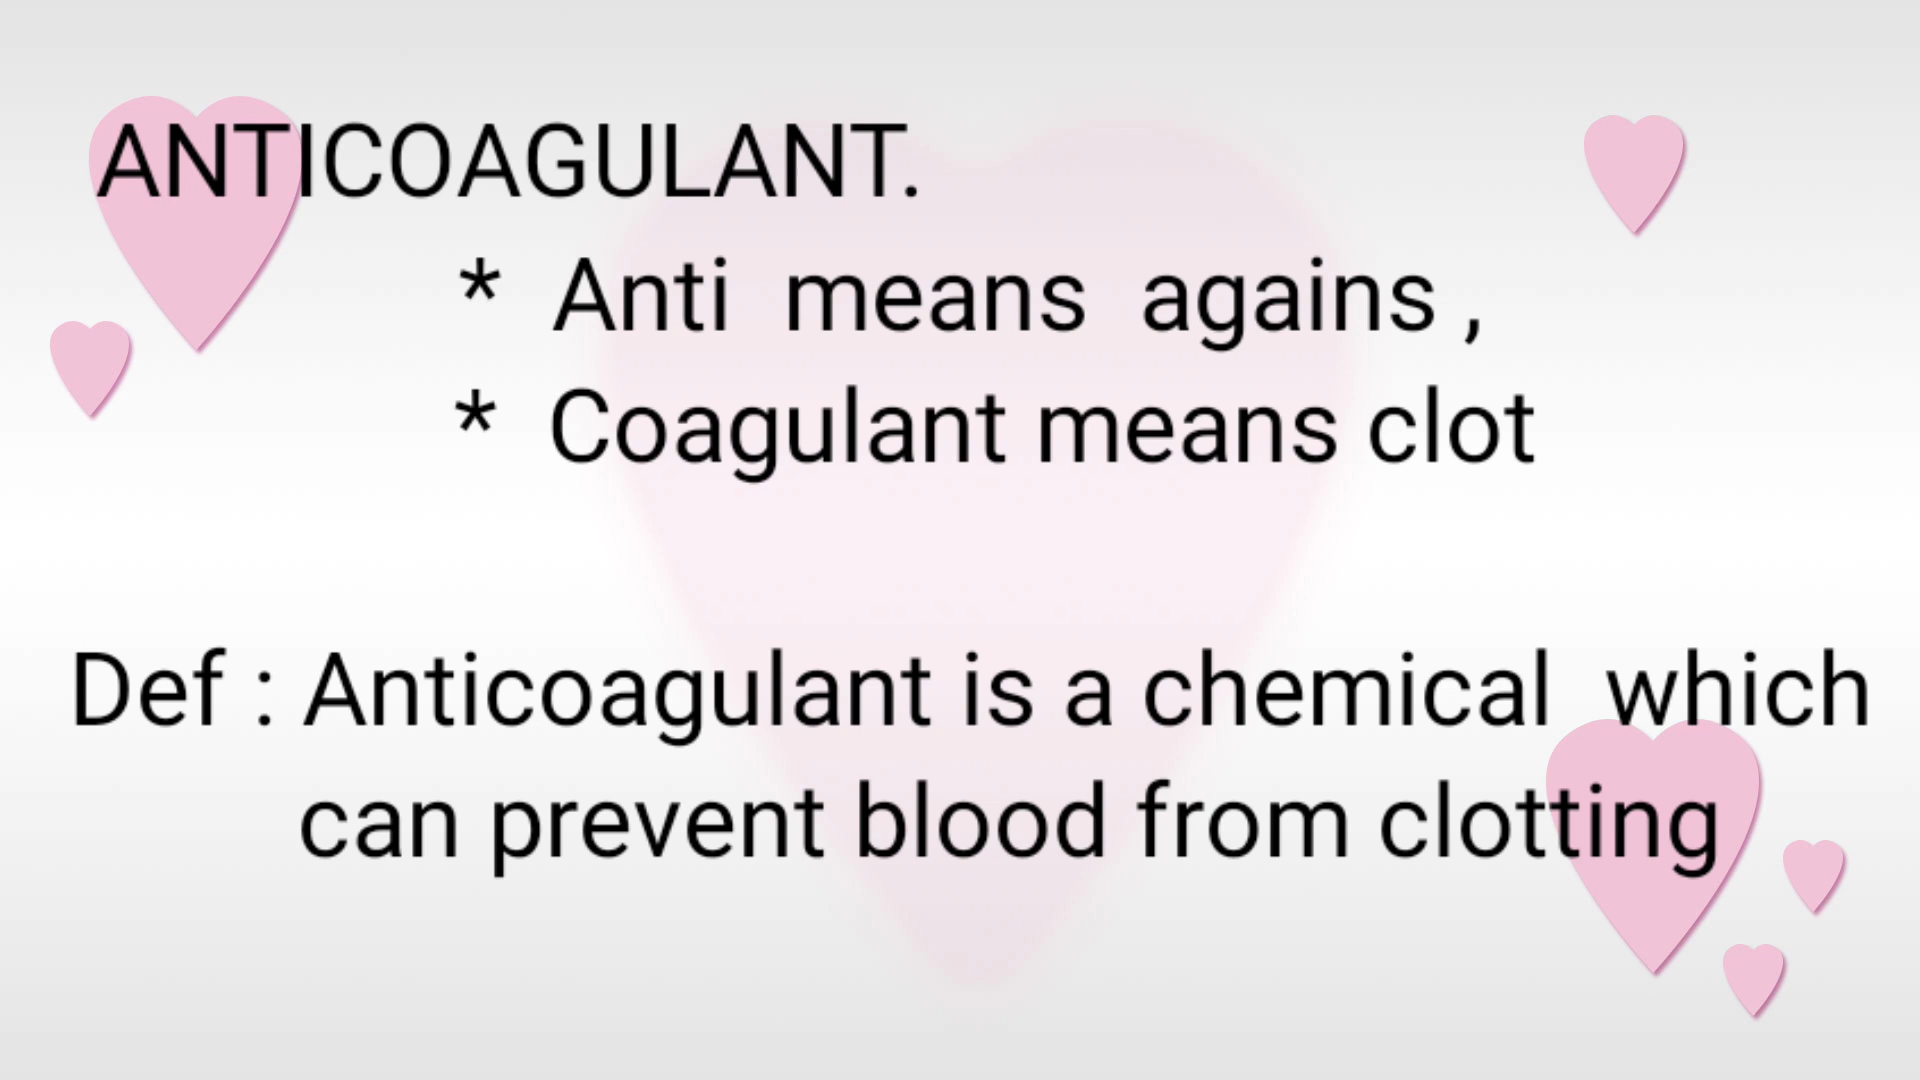 ANTICOAGULANT.
* Anti means agains ,
* Coagulant means clot
Def : Anticoagulant is a chemical which
can prevent blood from clotting